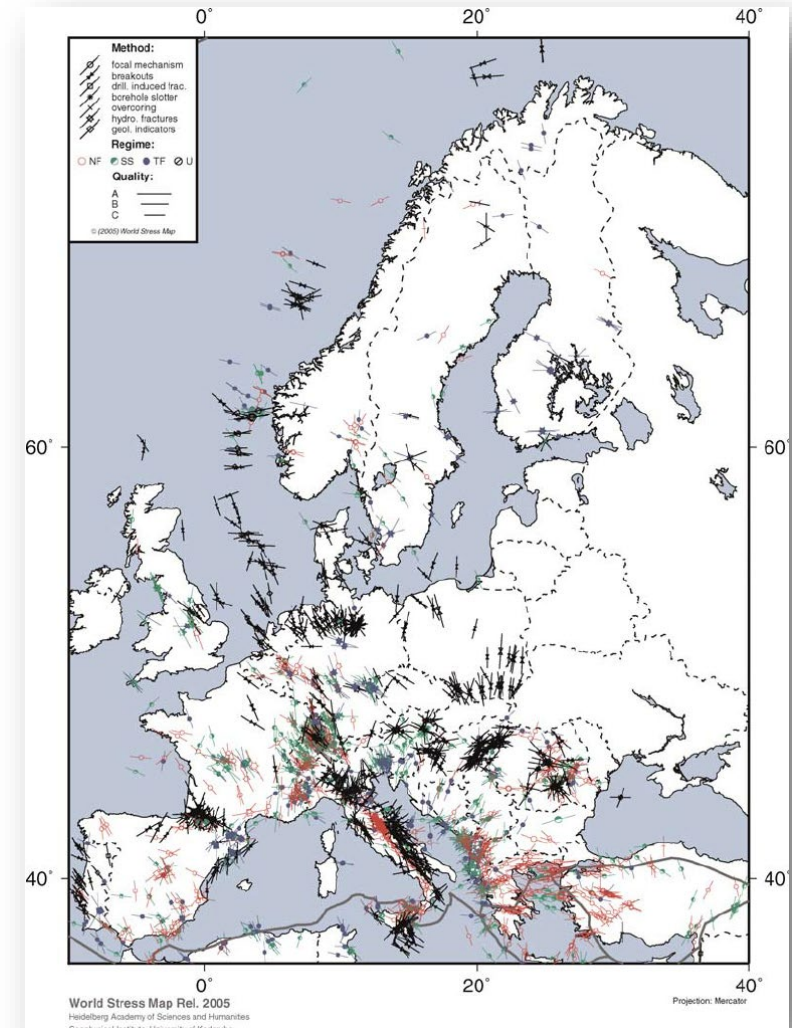 0° 20° 40°
Method:
focal mechanism
breakouts
drill. induced frac.
borehole slotter
overcoring
hydro. fractures
geol. indicators
Regime:
NF SS TF U
Quality:
A
B
C
© (2005) World Stress Map
60° 60°
40° 40°
0° 20° 40°
World Stress Map Rel. 2005
Projection: Mercator
Heidelberg Academy of Sciences and Humanities